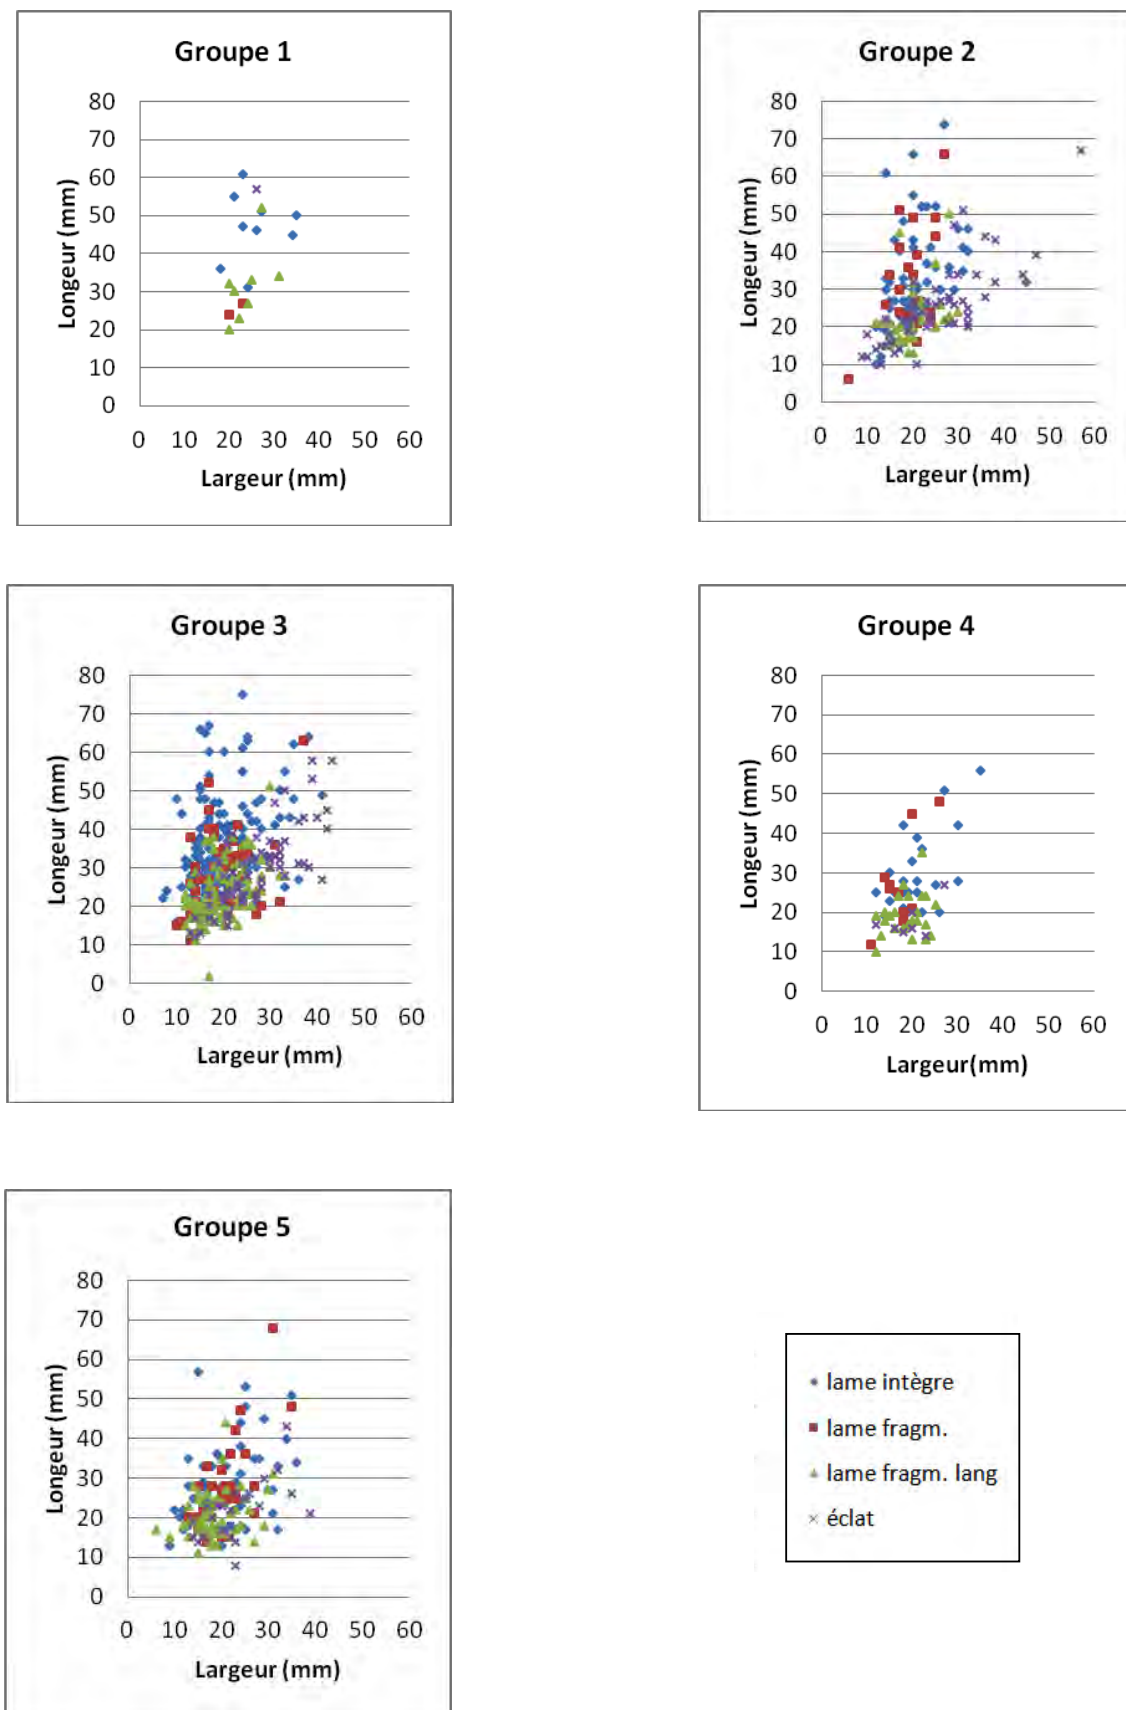 Groupe 1
80
70
60
50
40
30
20
10
0
0 10 20 30 40 50 60
Longeur (mm)
Largeur (mm)
Groupe 2
80
70
60
50
40
30
20
10
0
0 10 20 30 40 50 60
Longeur (mm)
Largeur (mm)
Groupe 3
80
70
60
50
40
30
20
10
0
0 10 20 30 40 50 60
Longeur (mm)
Largeur (mm)
Groupe 4
80
70
60
50
40
30
20
10
0
0 10 20 30 40 50 60
Longeur (mm)
Largeur(mm)
Groupe 5
80
70
60
50
40
30
20
10
0
0 10 20 30 40 50 60
Longeur (mm)
Largeur (mm)
lame intègre
lame fragm.
lame fragm. lang
éclat